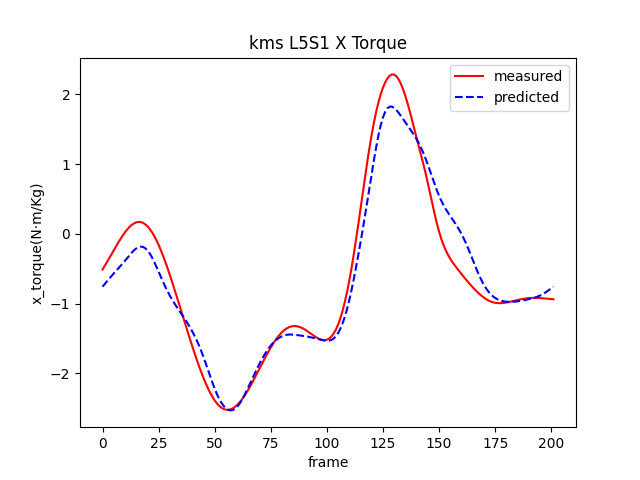 kms L5S1 X Torque
measured
predicted
x_torque(N·m/Kg)
2
1
0
−1
−2
0 25 50 75 100 125 150 175 200
frame